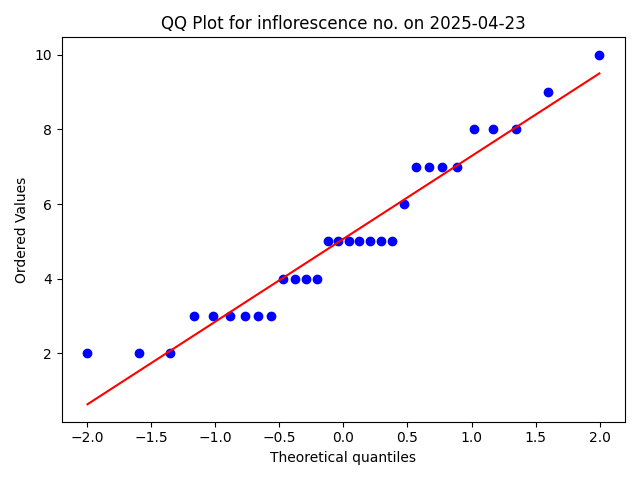 QQ Plot for inflorescence no. on 2025-04-23
Ordered Values
10
8
6
4
2
−2.0 −1.5 −1.0 −0.5 0.0 0.5 1.0 1.5 2.0
Theoretical quantiles